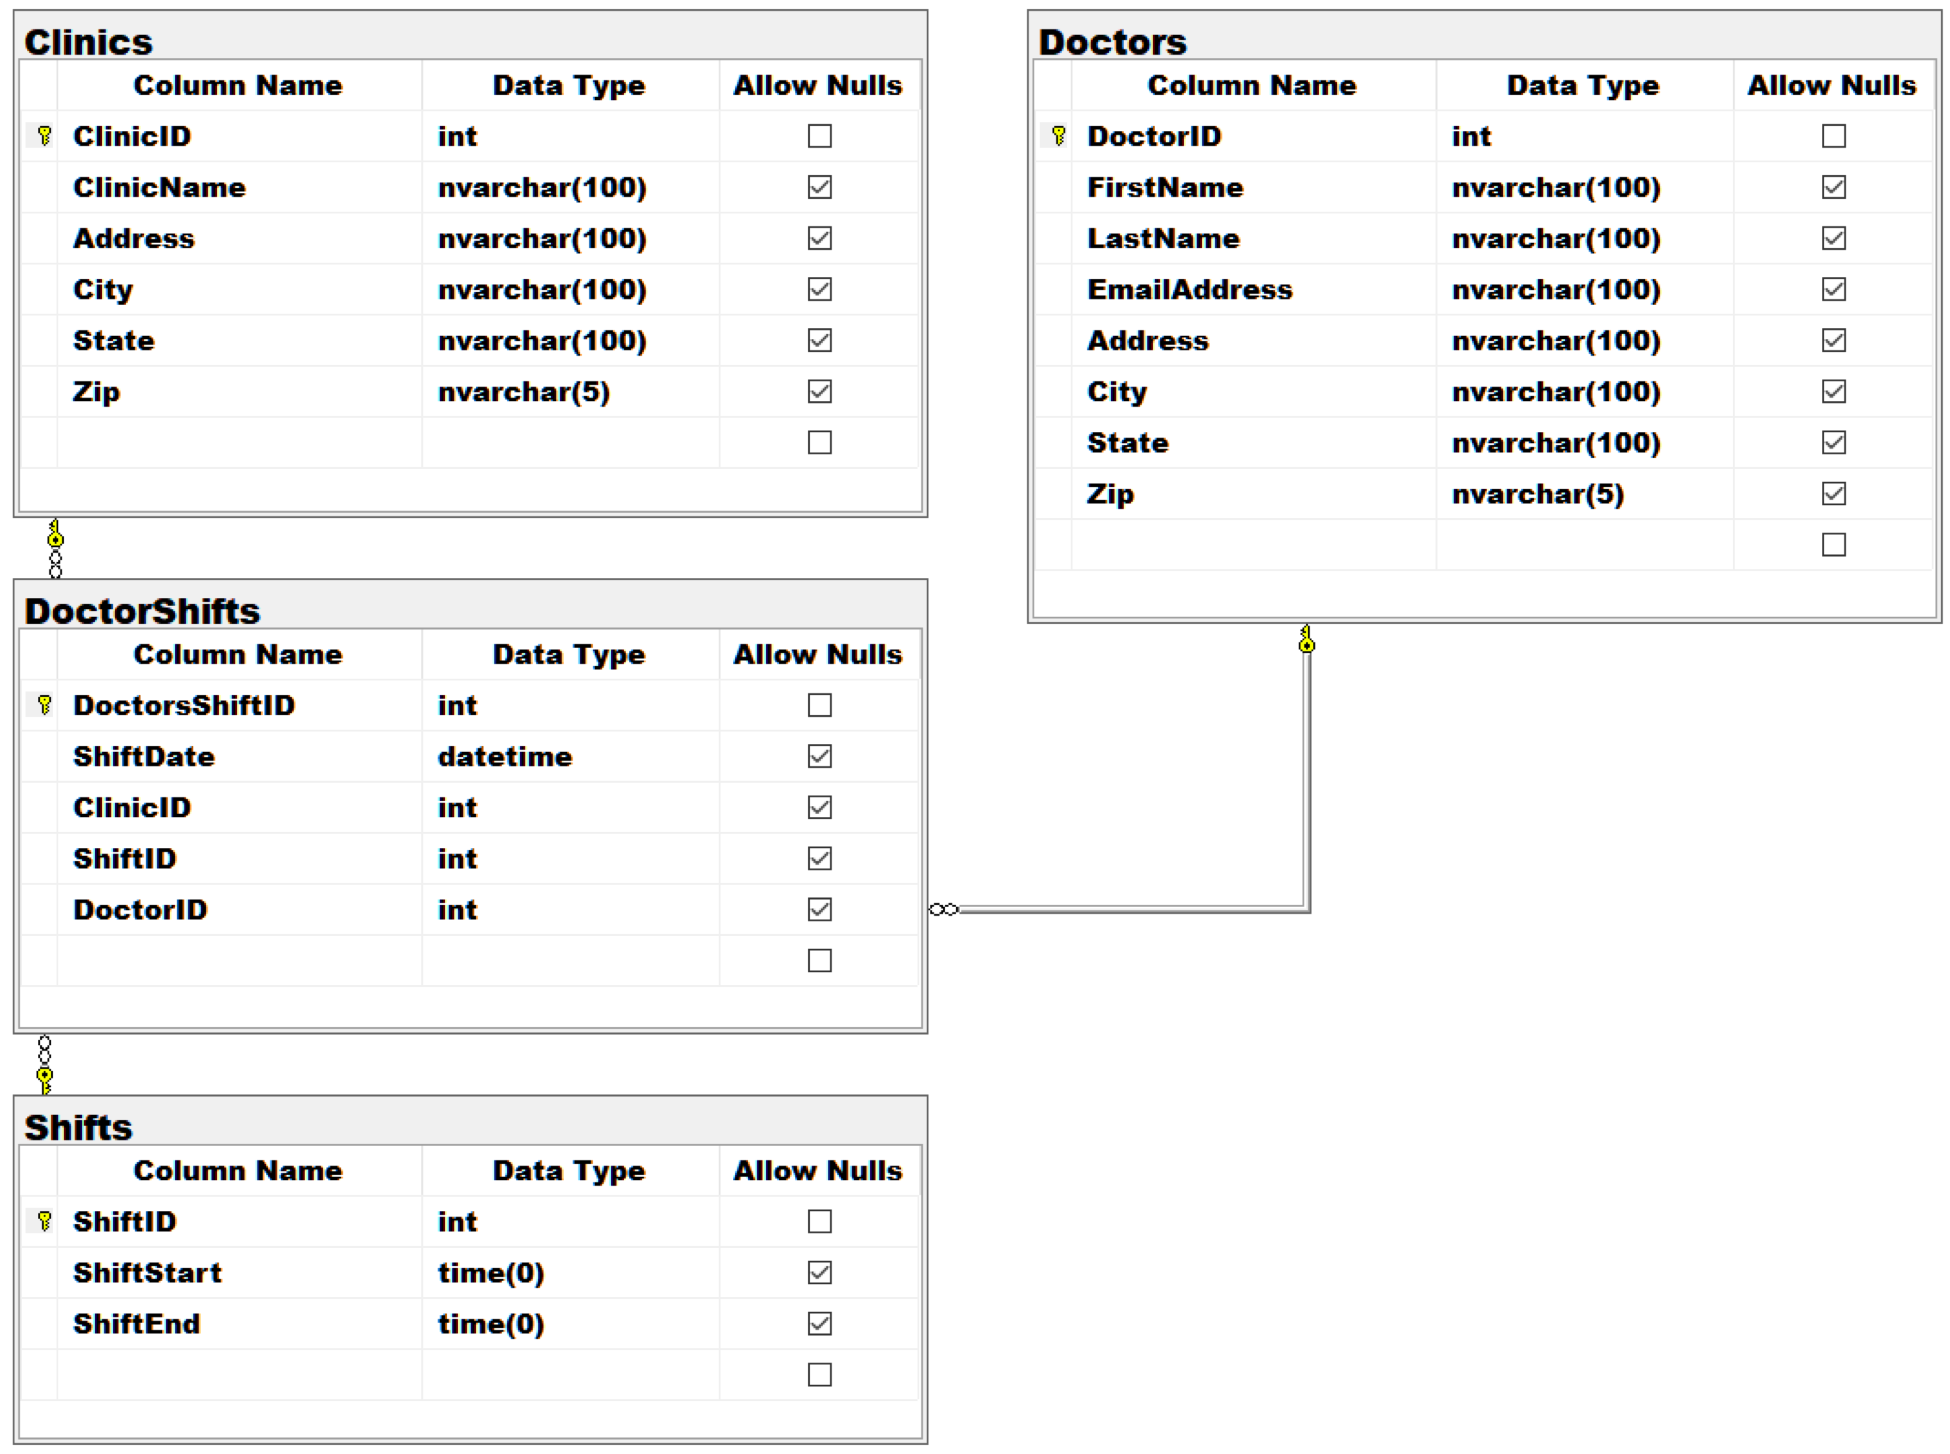 Clinics
Column Name Data Type Allow Nulls
ClinicID int
ClinicName nvarchar(100)
Address nvarchar(100)
City nvarchar(100)
State nvarchar(100)
Zip nvarchar(5)
Doctors
Column Name Data Type Allow Nulls
DoctorID int
FirstName nvarchar(100)
LastName nvarchar(100)
EmailAddress nvarchar(100)
Address nvarchar(100)
City nvarchar(100)
State nvarchar(100)
Zip nvarchar(5)
DoctorShifts
Column Name Data Type Allow Nulls
DoctorsShiftID int
ShiftDate datetime
ClinicID int
ShiftID int
DoctorID int
Shifts
Column Name Data Type Allow Nulls
ShiftID int
ShiftStart time(0)
ShiftEnd time(0)